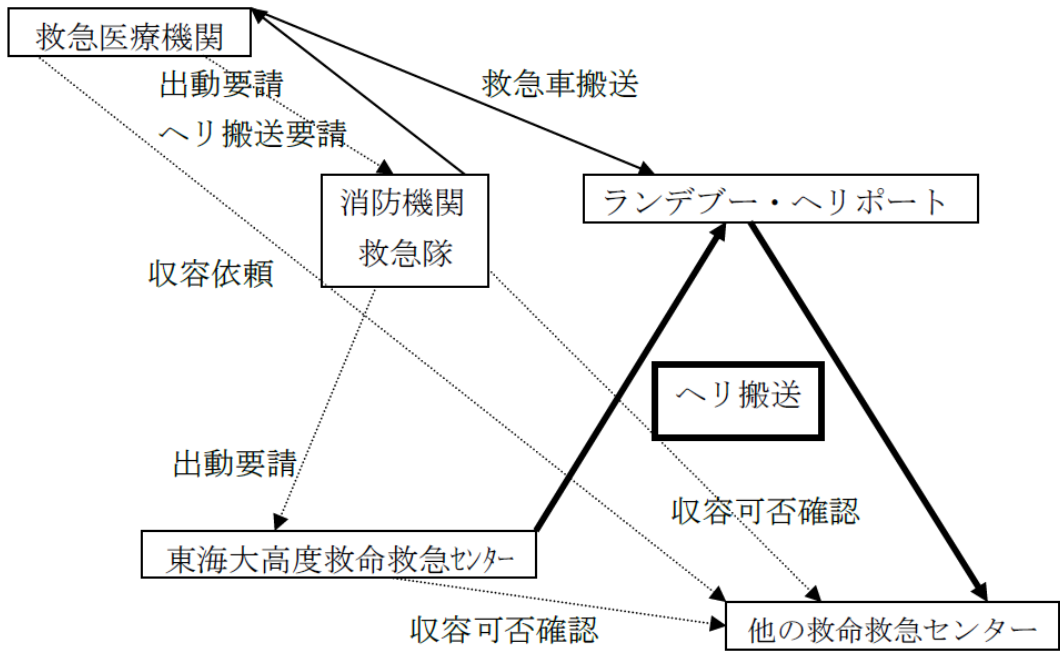 救急医療機関
出動要請
救急車搬送
ヘリ搬送要請
消防機関
救急隊
ランデブー・ヘリポート
収容依頼
ヘリ搬送
出動要請
収容可否確認
東海大高度救命救急センター
収容可否確認
他の救命救急センター